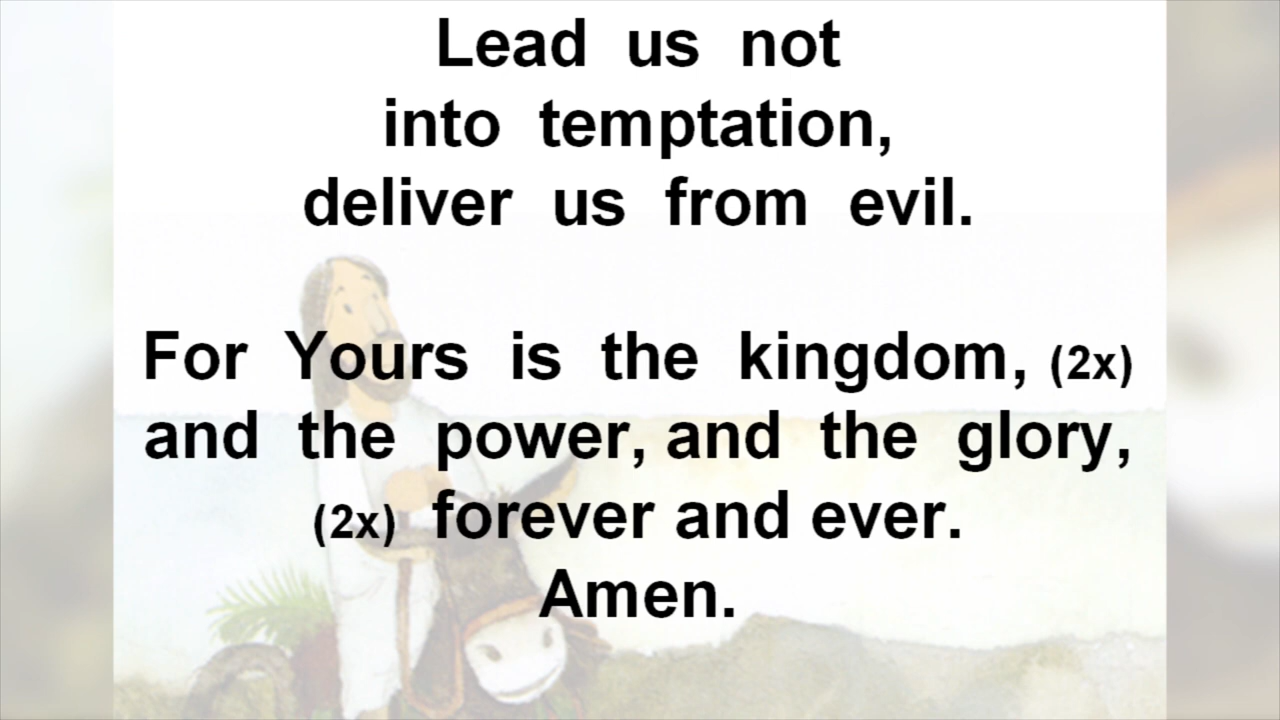 Lead us not
into temptation,
deliver us from evil.
For Yours is the kingdom, (2x)
and the power, and the glory,
(2x) forever and ever.
Amen.